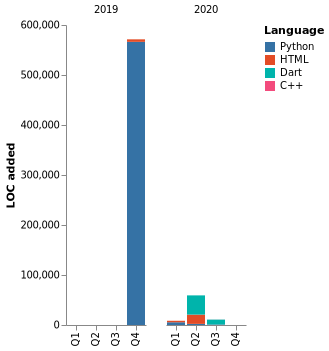 2019
2020
Language
Python
HTML
Dart
C++
LOC added
600,000
500,000
400,000
300,000
200,000
100,000
0
Q1
Q2
Q3
Q4
Q1
Q2
Q3
Q4